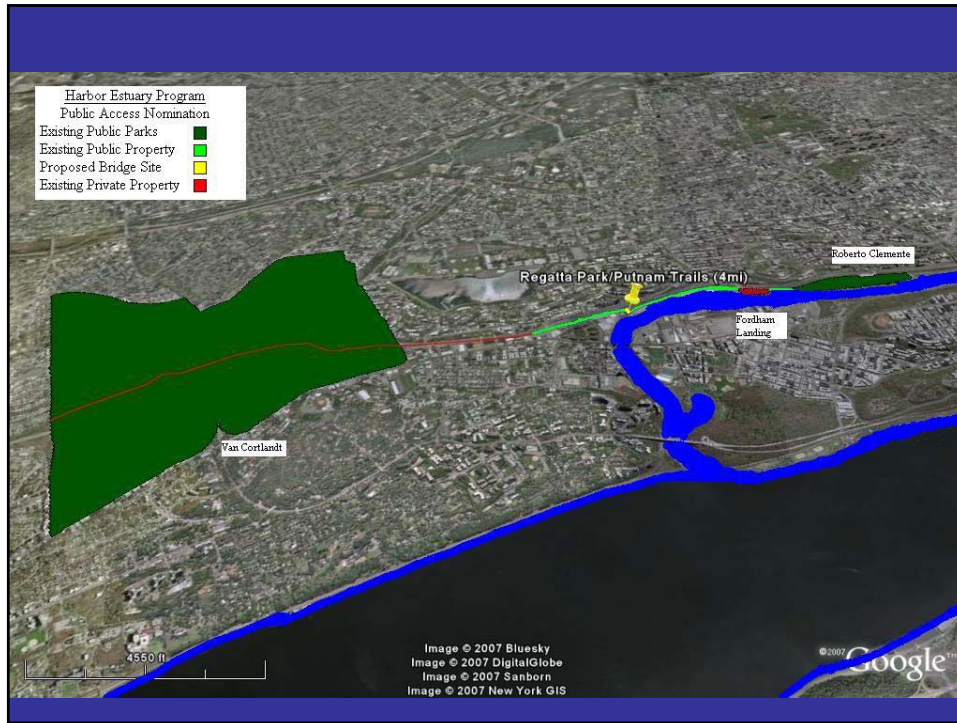 Harbor Estuary Program
Public Access Nomination
Existing Public Parks
Existing Public Property
Proposed Bridge Site
Existing Private Property
Roberto Clemente
Regatta Park/Putnam Trails (4mi)
Fordham
Landing
Van Cortlandt
4550 ft
Image © 2007 Bluesky
Image © 2007 DigitalGlobe
Image © 2007 Sanborn
Image © 2007 New York GIS
©2007 Google™